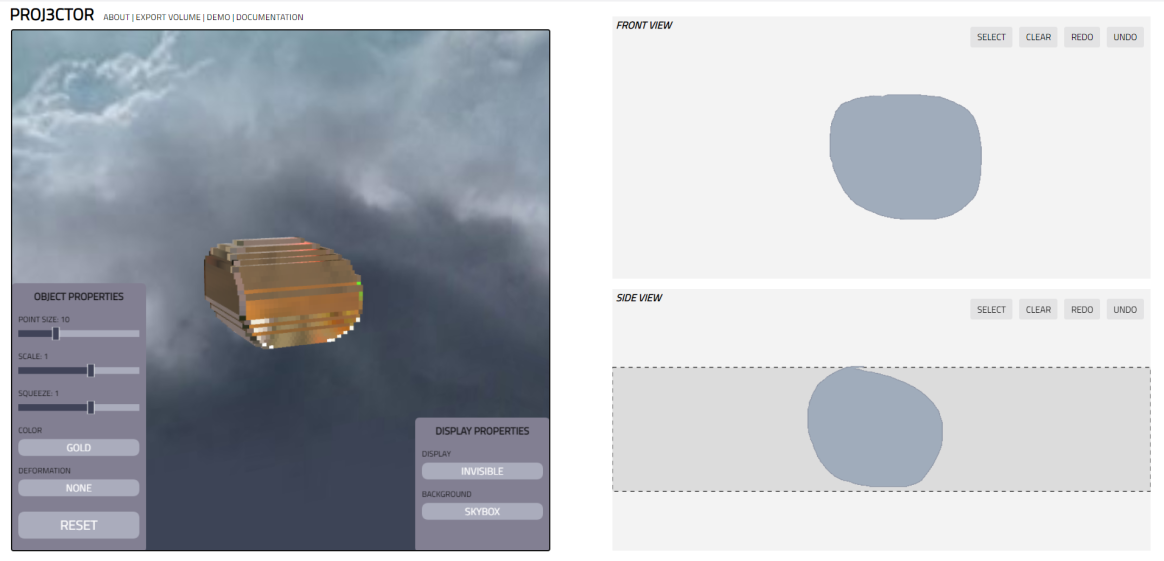 PROJ3CTOR ABOUT | EXPORT VOLUME | DEMO | DOCUMENTATION
OBJECT PROPERTIES
POINT SIZE: 10
SCALE: 1
SQUEEZE: 1
COLOR
GOLD
DEFORMATION
NONE
RESET
DISPLAY PROPERTIES
DISPLAY
INVISIBLE
BACKGROUND
SKYBOX
FRONT VIEW
SELECT CLEAR REDO UNDO
SIDE VIEW
SELECT CLEAR REDO UNDO